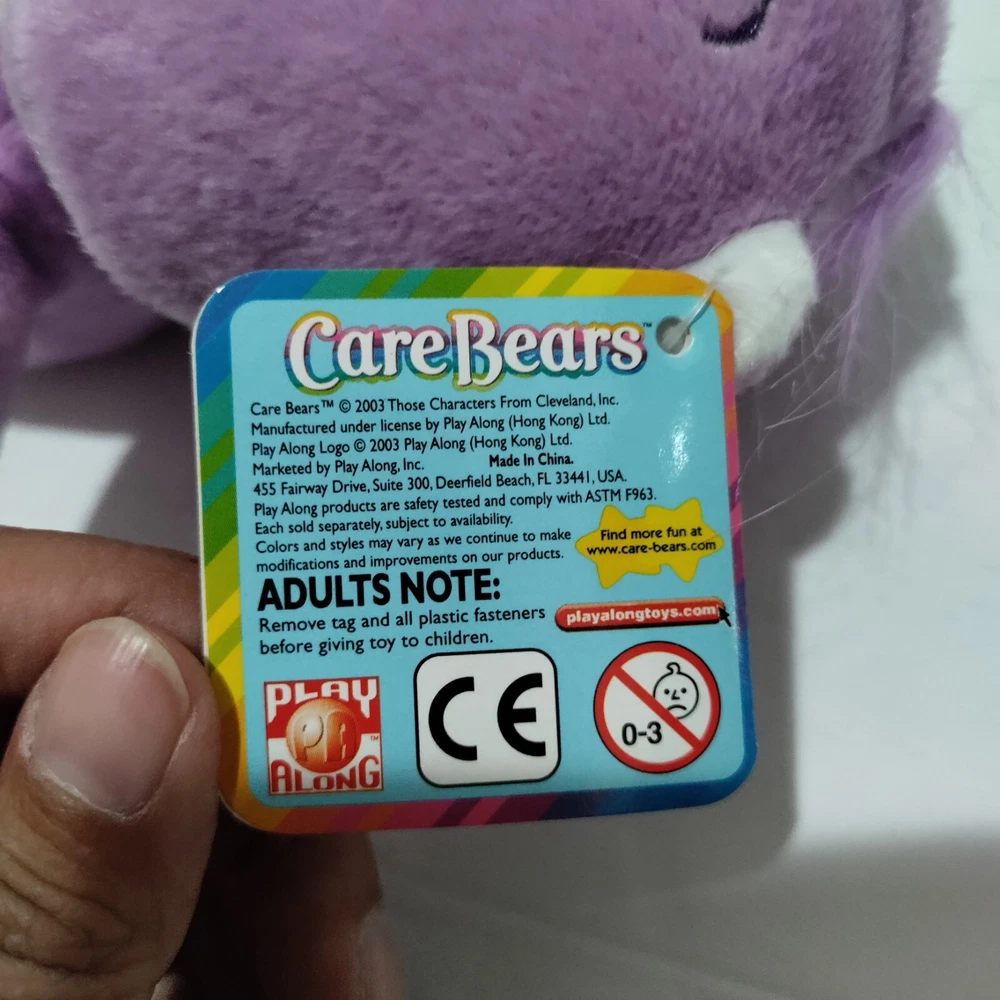 Care Bears™
Care Bears™ © 2003 Those Characters From Cleveland, Inc.
Manufactured under license by Play Along (Hong Kong) Ltd.
Play Along Logo © 2003 Play Along (Hong Kong) Ltd.
Marketed by Play Along, Inc. Made In China.
455 Fairway Drive, Suite 300, Deerfield Beach, FL 33441, USA.
Play Along products are safety tested and comply with ASTM F963.
Each sold separately, subject to availability.
Colors and styles may vary as we continue to make
modifications and improvements on our products.
Find more fun at
www.care-bears.com
ADULTS NOTE:
Remove tag and all plastic fasteners
before giving toy to children.
playalongtoys.com
PLAY
PA™
ALONG
CE
0-3